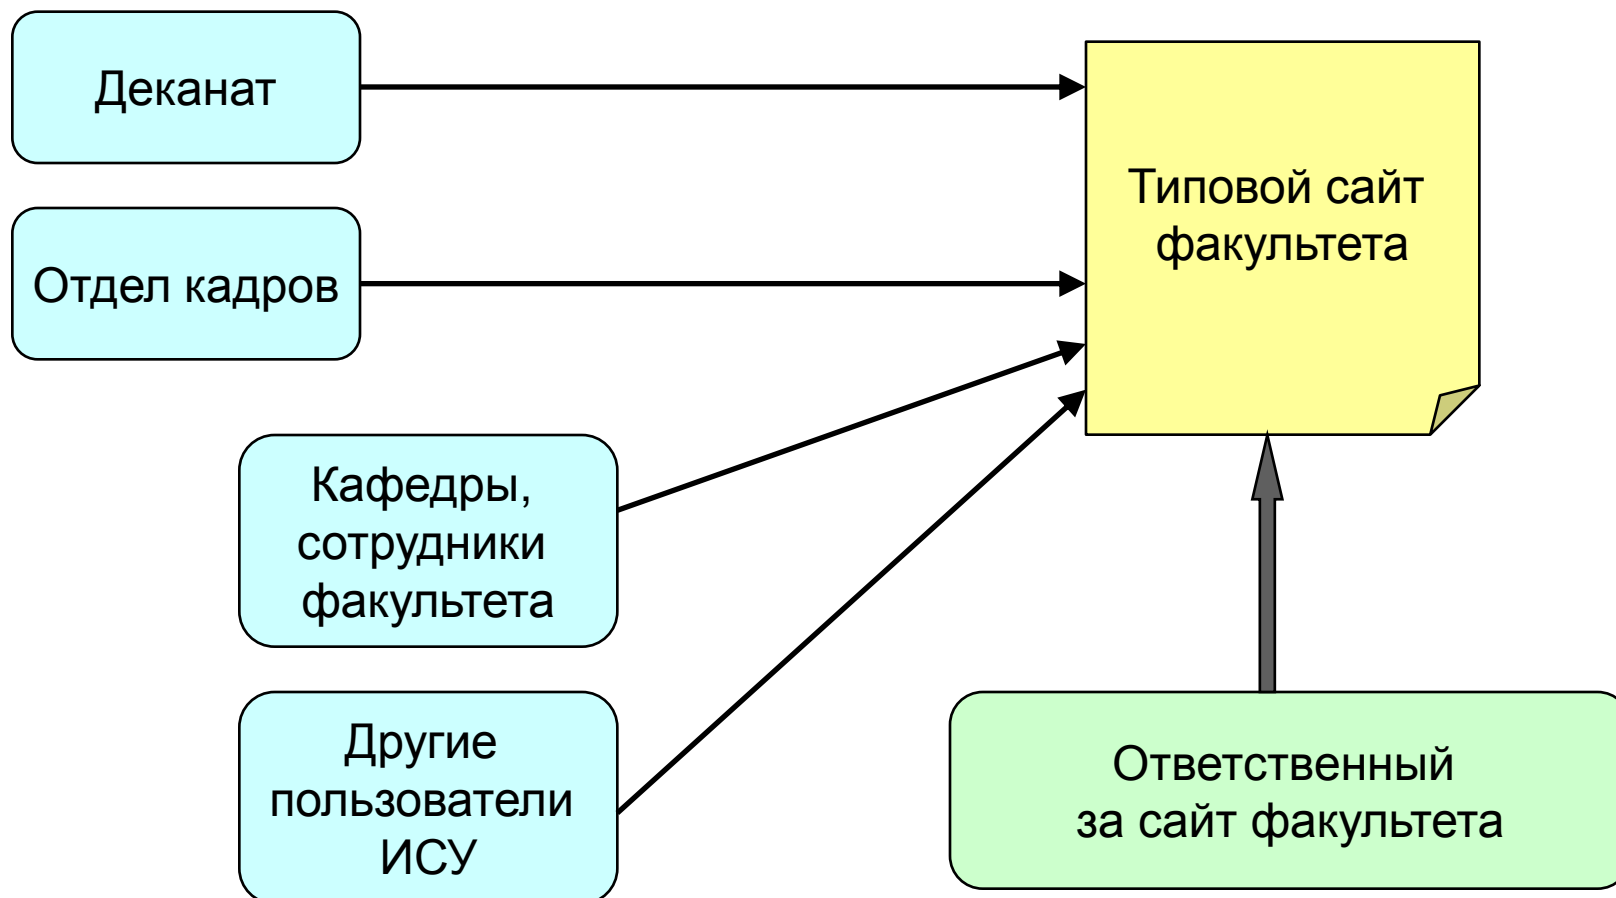 Деканат
Типовой сайт
факультета
Отдел кадров
Кафедры,
сотрудники
факультета
Другие
пользователи
ИСУ
Ответственный
за сайт факультета